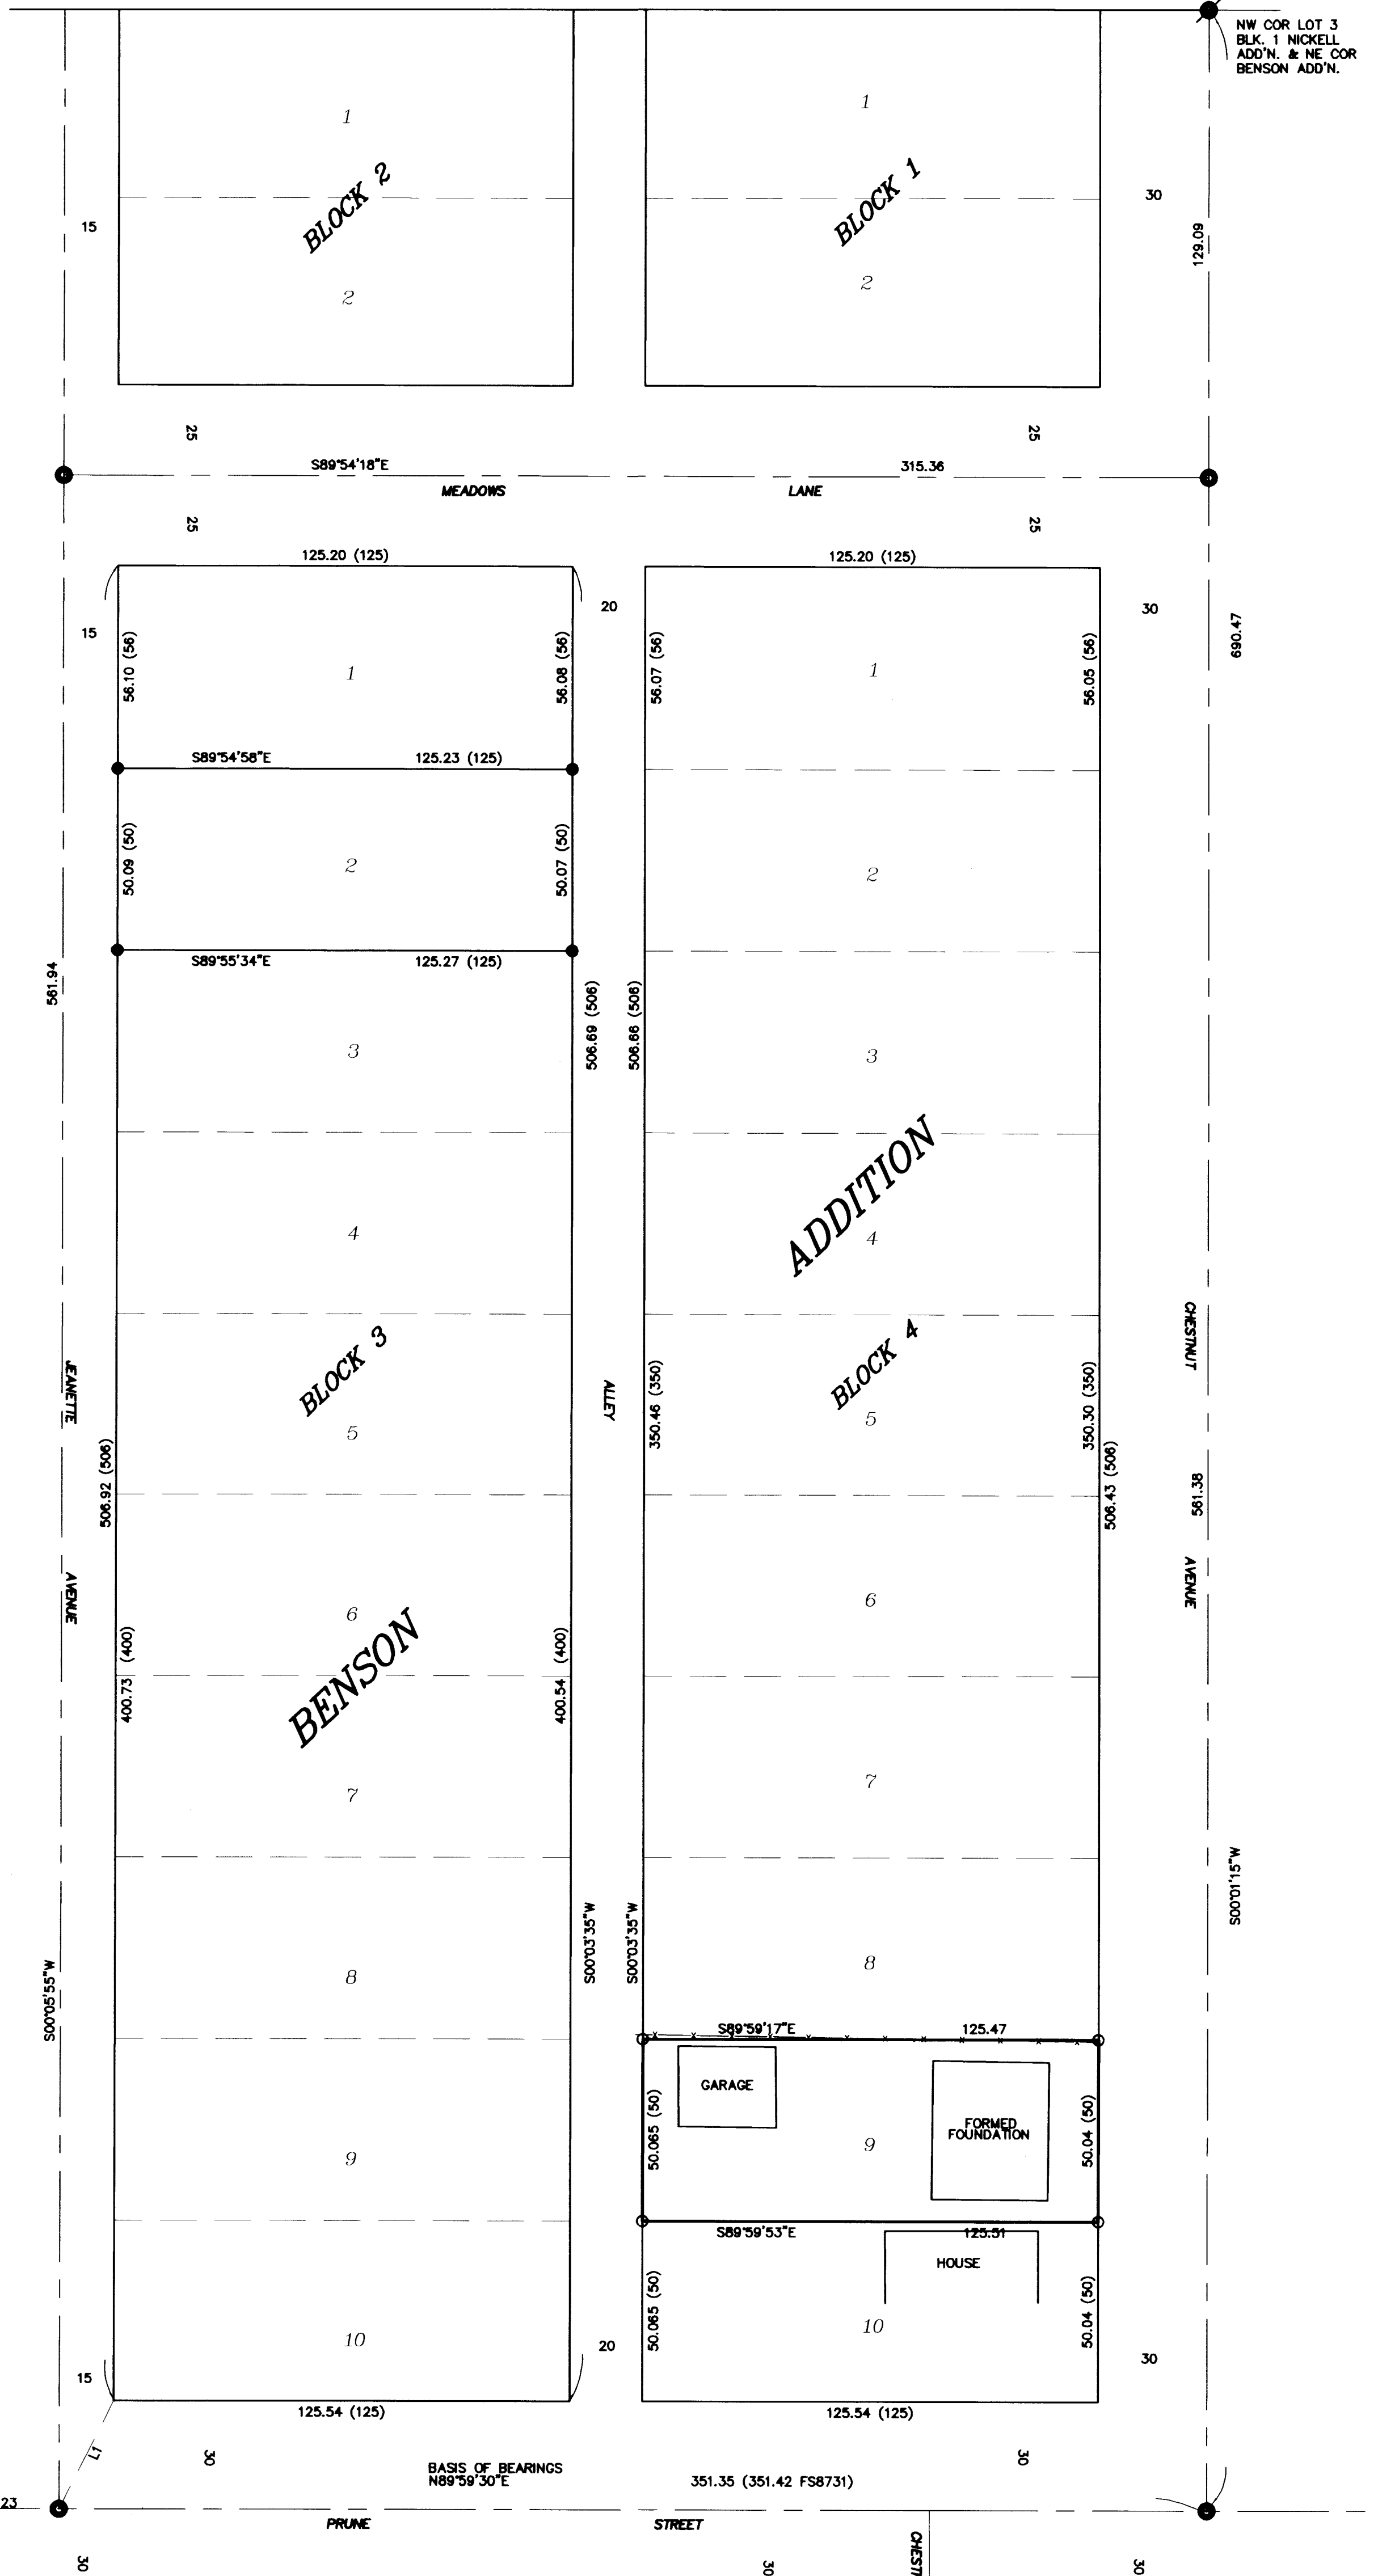 NW COR LOT 3
BLK. 1 NICKELL
ADD'N. & NE COR
BENSON ADD'N.
1
1
BLOCK 2
BLOCK 1
15
30
129.09
2
2
25
25
S89°54'18"E
315.36
MEADOWS
LANE
25
25
125.20 (125)
125.20 (125)
15
20
30
690.47
56.10 (56)
56.08 (56)
56.07 (56)
56.05 (56)
1
1
S89°54'58"E
125.23 (125)
50.09 (50)
50.07 (50)
2
2
S89°55'34"E
125.27 (125)
561.94
506.69 (506)
506.66 (506)
3
3
ADDITION
4
4
CHESTNUT
BLOCK 3
BLOCK 4
JEANETTE
ALLEY
350.46 (350)
350.30 (350)
5
5
506.92 (506)
506.43 (506)
561.38
AVENUE
AVENUE
6
6
BENSON
400.73 (400)
400.54 (400)
7
7
S00°01'15"W
S00°03'35"W
S00°03'35"W
S00°05'55"W
8
8
S89°59'17"E
125.47
GARAGE
FORMED
FOUNDATION
50.065 (50)
50.04 (50)
9
9
S89°59'53"E
125.51
HOUSE
50.065 (50)
50.04 (50)
10
10
15
20
30
125.54 (125)
125.54 (125)
L1
30
30
BASIS OF BEARINGS
N89°59'30"E
351.35 (351.42 FS8731)
23
PRUNE
STREET
CHEST
30
30
30